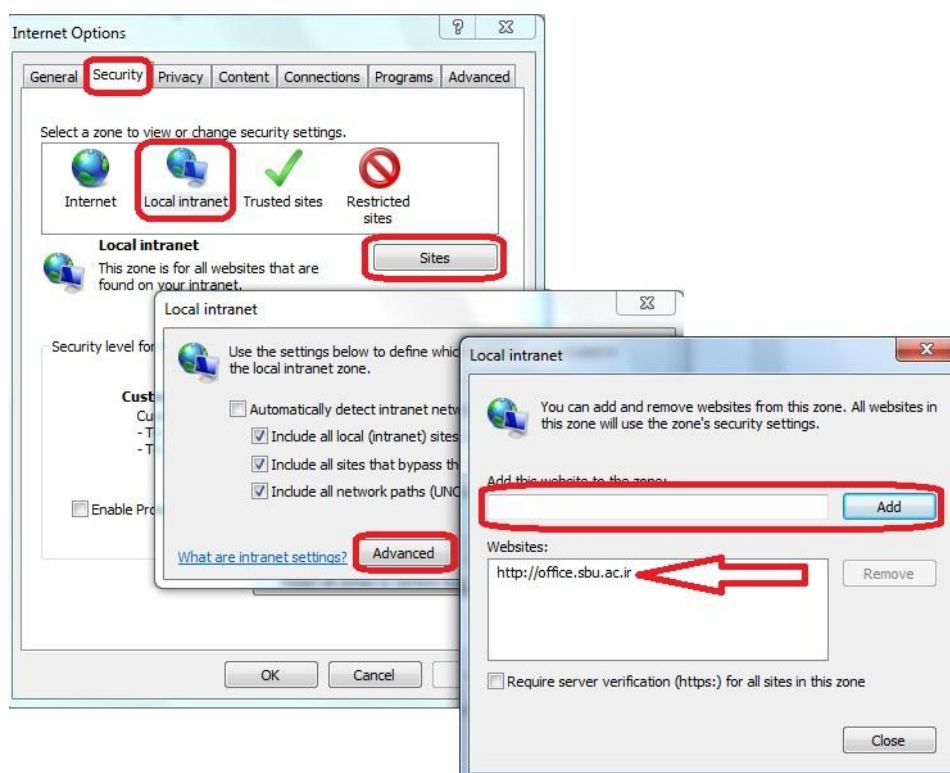 Internet Options
General Security Privacy Content Connections Programs Advanced
Select a zone to view or change security settings.
Internet Local intranet Trusted sites Restricted
sites
Local intranet
Sites
This zone is for all websites that are
found on your intranet.
Security level for
Cust
Cu
- T
- T
Enable Pro
OK Cancel
Local intranet
Use the settings below to define whic
the local intranet zone.
Automatically detect intranet netw
Include all local (intranet) sites
Include all sites that bypass th
Include all network paths (UNC
What are intranet settings? Advanced
Local intranet
You can add and remove websites from this zone. All websites in
this zone will use the zone's security settings.
Add this website to the zone:
Add
Websites:
http://office.sbu.ac.ir
Remove
Require server verification (https:) for all sites in this zone
Close